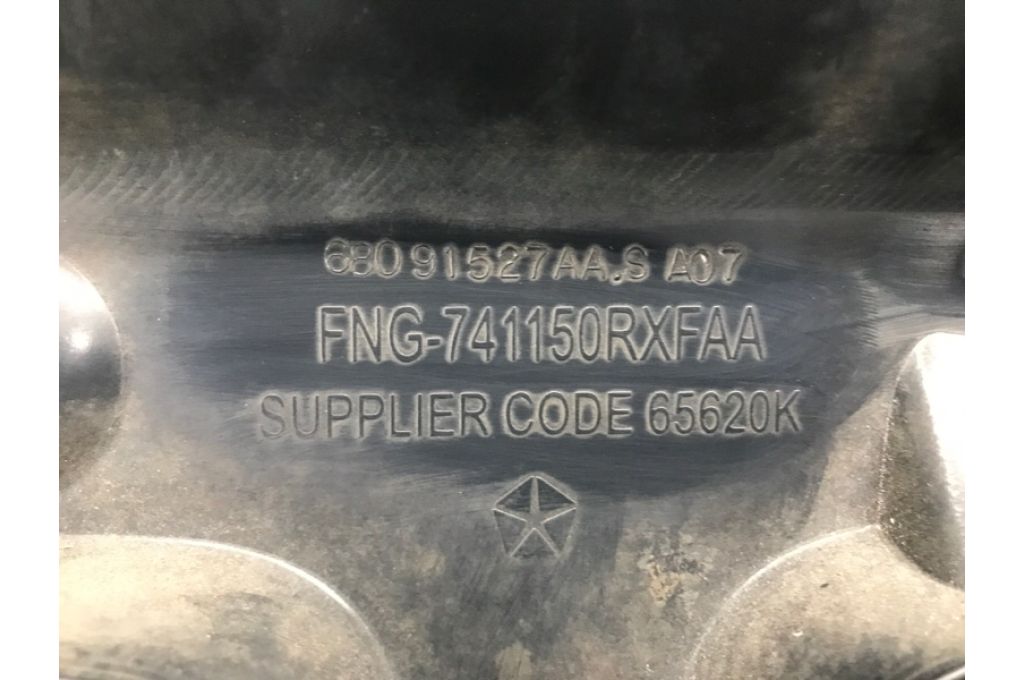 68091527AA.S A07
FNG-741150RXFAA
SUPPLIER CODE 65620K